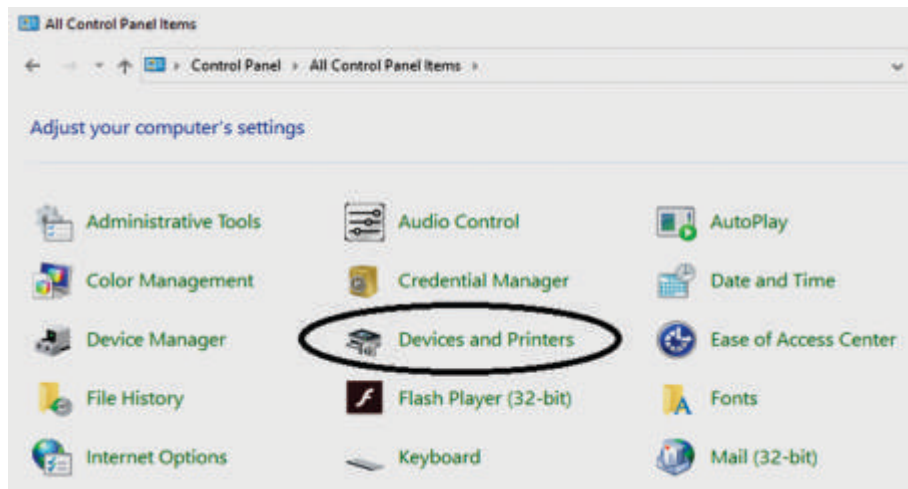 All Control Panel Items
Control Panel › All Control Panel Items ›
Adjust your computer's settings
Administrative Tools Audio Control AutoPlay
Color Management Credential Manager Date and Time
Device Manager Devices and Printers Ease of Access Center
File History Flash Player (32-bit) Fonts
Internet Options Keyboard Mail (32-bit)